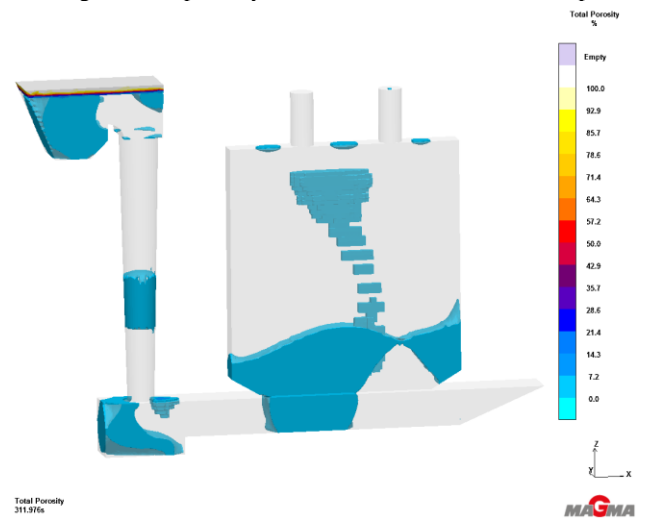 Total Porosity
%
Empty
100.0
92.9
85.7
78.6
71.4
64.3
57.2
50.0
42.9
35.7
28.6
21.4
14.3
7.2
0.0
Z
Y X
Total Porosity
311.976s
MAGMA